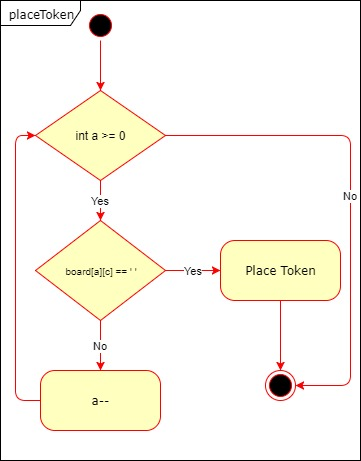 placeToken
int a >= 0
No
Yes
board[a][c] == ' '
Yes
Place Token
No
a--